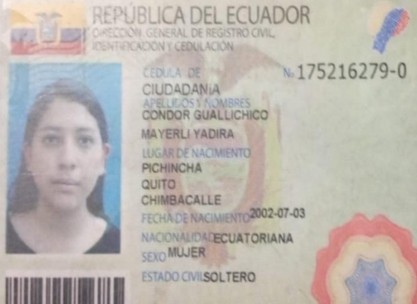 REPÚBLICA DEL ECUADOR
DIRECCIÓN GENERAL DE REGISTRO CIVIL,
IDENTIFICACIÓN Y CEDULACIÓN
CÉDULA DE No 175216279-0
CIUDADANÍA
APELLIDOS Y NOMBRES
CONDOR GUALLICHICO
MAYERLI YADIRA
LUGAR DE NACIMIENTO
PICHINCHA
QUITO
CHIMBACALLE
FECHA DE NACIMIENTO 2002-07-03
NACIONALIDAD ECUATORIANA
SEXO MUJER
ESTADO CIVIL SOLTERO